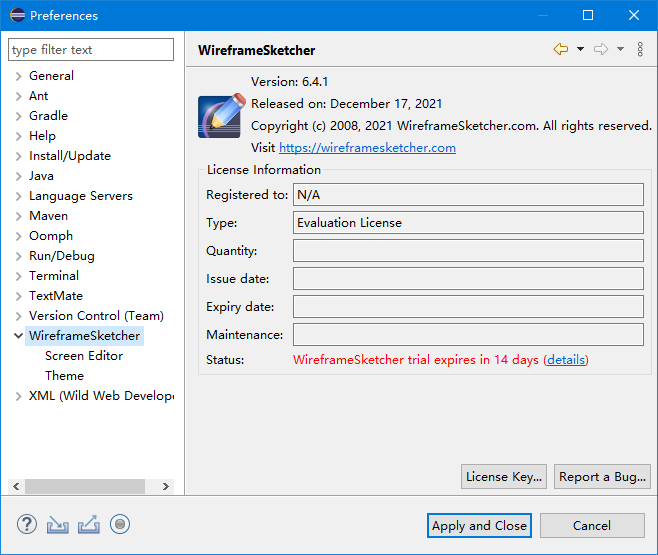 Preferences
type filter text
General
Ant
Gradle
Help
Install/Update
Java
Language Servers
Maven
Oomph
Run/Debug
Terminal
TextMate
Version Control (Team)
WireframeSketcher
Screen Editor
Theme
XML (Wild Web Develope
WireframeSketcher
Version: 6.4.1
Released on: December 17, 2021
Copyright (c) 2008, 2021 WireframeSketcher.com. All rights reserved.
Visit https://wireframesketcher.com
License Information
Registered to: N/A
Type: Evaluation License
Quantity:
Issue date:
Expiry date:
Maintenance:
Status: WireframeSketcher trial expires in 14 days (details)
License Key... Report a Bug...
? Apply and Close Cancel